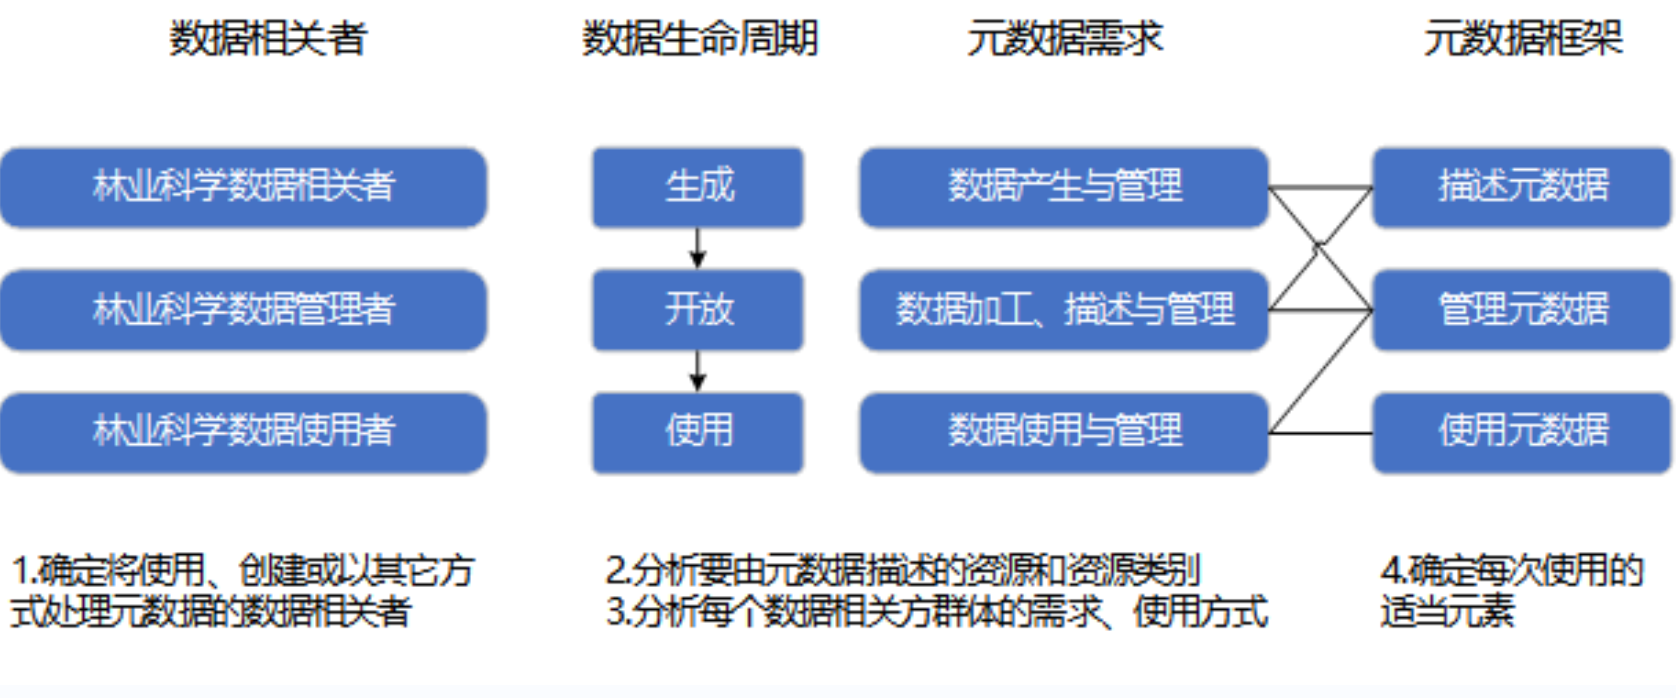 数据相关者
数据生命周期
元数据需求
元数据框架
林业科学数据相关者
生成
数据产生与管理
描述元数据
林业科学数据管理者
开放
数据加工、描述与管理
管理元数据
林业科学数据使用者
使用
数据使用与管理
使用元数据
1.确定将使用、创建或以其它方
式处理元数据的数据相关者
2.分析要由元数据描述的资源和资源类别
3.分析每个数据相关方群体的需求、使用方式
4.确定每次使用的
适当元素